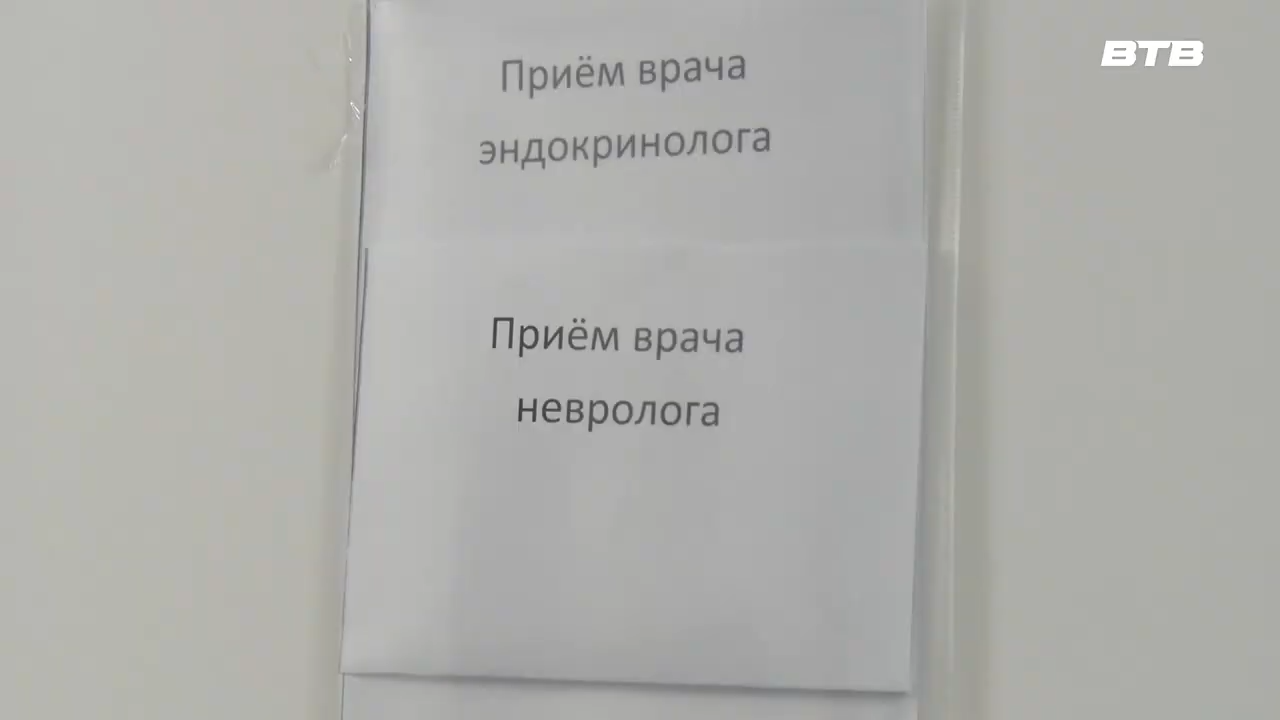 ВТВ
Приём врача
эндокринолога
Приём врача
невролога